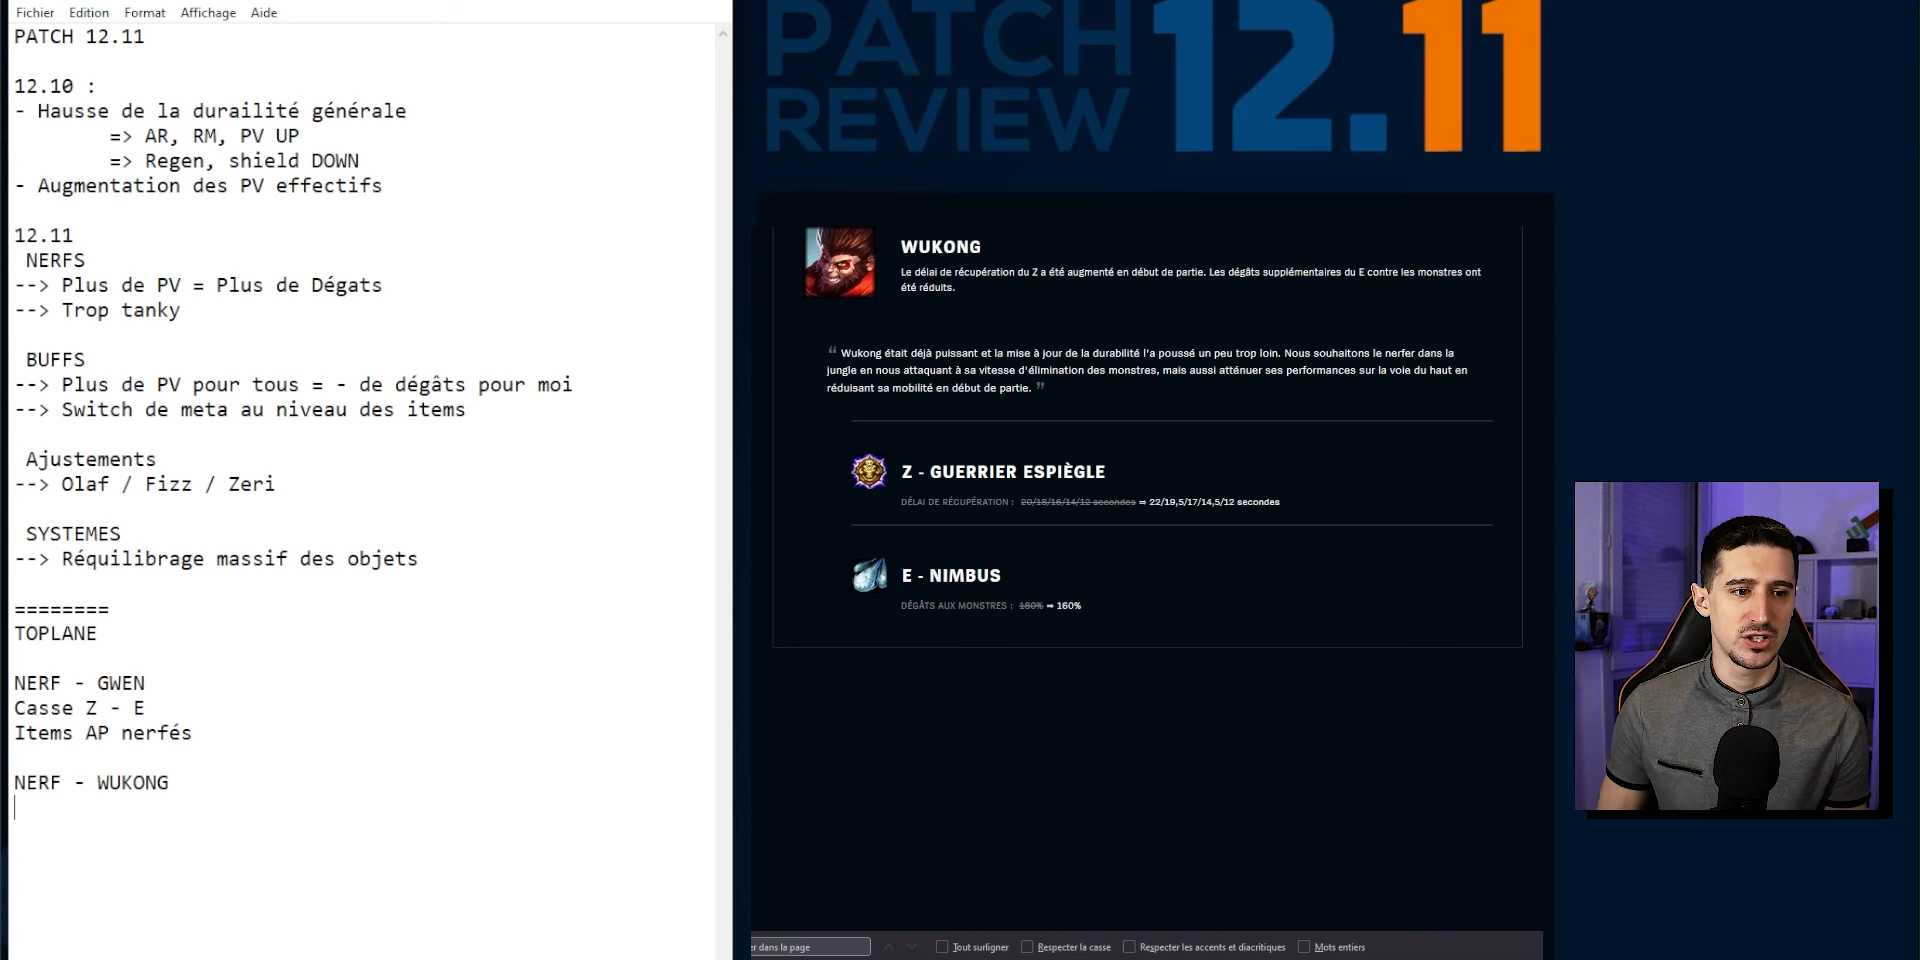 Fichier Edition Format Affichage Aide
PATCH 12.11
12.10 :
- Hausse de la durailité générale
=> AR, RM, PV UP
=> Regen, shield DOWN
- Augmentation des PV effectifs
12.11
NERFS
--> Plus de PV = Plus de Dégats
--> Trop tanky
BUFFS
--> Plus de PV pour tous = - de dégâts pour moi
--> Switch de meta au niveau des items
Ajustements
--> Olaf / Fizz / Zeri
SYSTEMES
--> Réquilibrage massif des objets
========
TOPLANE
NERF - GWEN
Casse Z - E
Items AP nerfés
NERF - WUKONG
PATCH
REVIEW
12.11
WUKONG
Le délai de récupération du Z a été augmenté en début de partie. Les dégâts supplémentaires du E contre les monstres ont
été réduits.
“ Wukong était déjà puissant et la mise à jour de la durabilité l'a poussé un peu trop loin. Nous souhaitons le nerfer dans la
jungle en nous attaquant à sa vitesse d'élimination des monstres, mais aussi atténuer ses performances sur la voie du haut en
réduisant sa mobilité en début de partie. ”
Z - GUERRIER ESPIÈGLE
DÉLAI DE RÉCUPÉRATION : 20/18/16/14/12 secondes ⇒ 22/19,5/17/14,5/12 secondes
E - NIMBUS
DÉGÂTS AUX MONSTRES : 180% ⇒ 160%
er dans la page Tout surligner Respecter la casse Respecter les accents et diacritiques Mots entiers